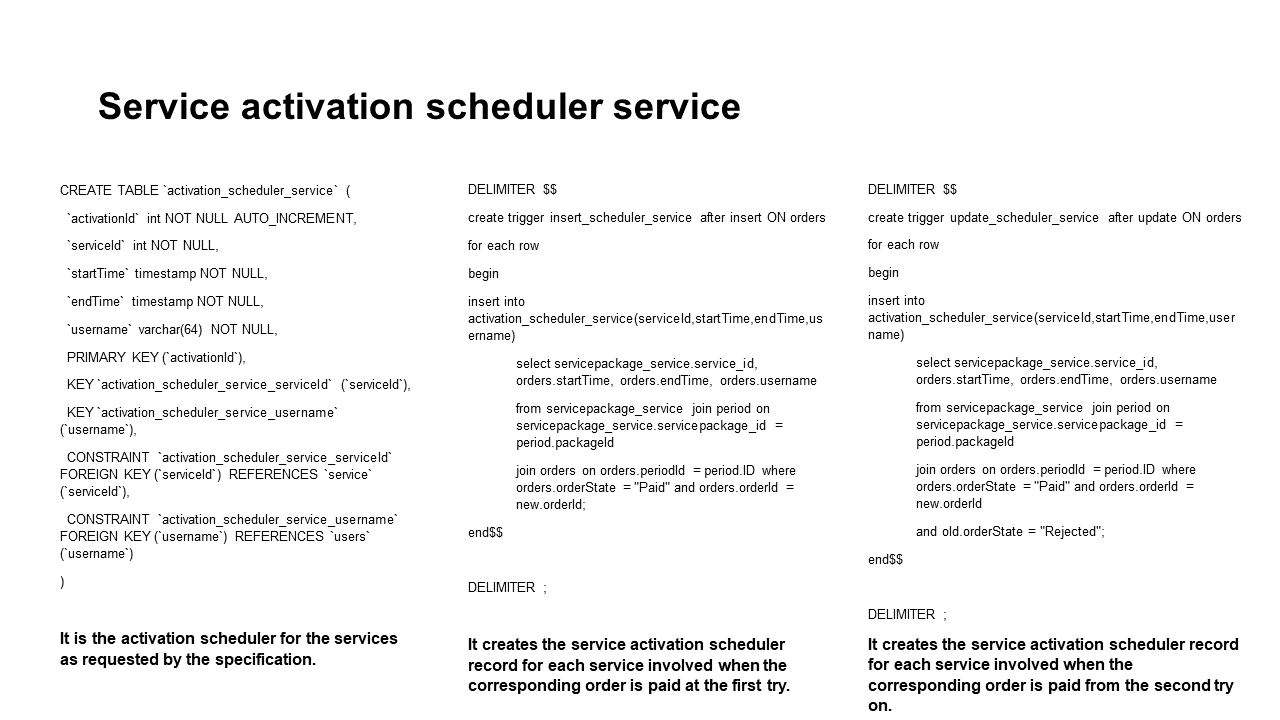 Service activation scheduler service
CREATE TABLE `activation_scheduler_service` (
`activationId` int NOT NULL AUTO_INCREMENT,
`serviceId` int NOT NULL,
`startTime` timestamp NOT NULL,
`endTime` timestamp NOT NULL,
`username` varchar(64) NOT NULL,
PRIMARY KEY (`activationId`),
KEY `activation_scheduler_service_serviceId` (`serviceId`),
KEY `activation_scheduler_service_username`
(`username`),
CONSTRAINT `activation_scheduler_service_serviceId`
FOREIGN KEY (`serviceId`) REFERENCES `service`
(`serviceId`),
CONSTRAINT `activation_scheduler_service_username`
FOREIGN KEY (`username`) REFERENCES `users`
(`username`)
)
It is the activation scheduler for the services
as requested by the specification.
DELIMITER $$
create trigger insert_scheduler_service after insert ON orders
for each row
begin
insert into
activation_scheduler_service(serviceId,startTime,endTime,us
ername)
select servicepackage_service.service_id,
orders.startTime, orders.endTime, orders.username
from servicepackage_service join period on
servicepackage_service.servicepackage_id =
period.packageId
join orders on orders.periodId = period.ID where
orders.orderState = "Paid" and orders.orderId =
new.orderId;
end$$
DELIMITER ;
It creates the service activation scheduler
record for each service involved when the
corresponding order is paid at the first try.
DELIMITER $$
create trigger update_scheduler_service after update ON orders
for each row
begin
insert into
activation_scheduler_service(serviceId,startTime,endTime,user
name)
select servicepackage_service.service_id,
orders.startTime, orders.endTime, orders.username
from servicepackage_service join period on
servicepackage_service.servicepackage_id =
period.packageId
join orders on orders.periodId = period.ID where
orders.orderState = "Paid" and orders.orderId =
new.orderId
and old.orderState = "Rejected";
end$$
DELIMITER ;
It creates the service activation scheduler record
for each service involved when the
corresponding order is paid from the second try
on.